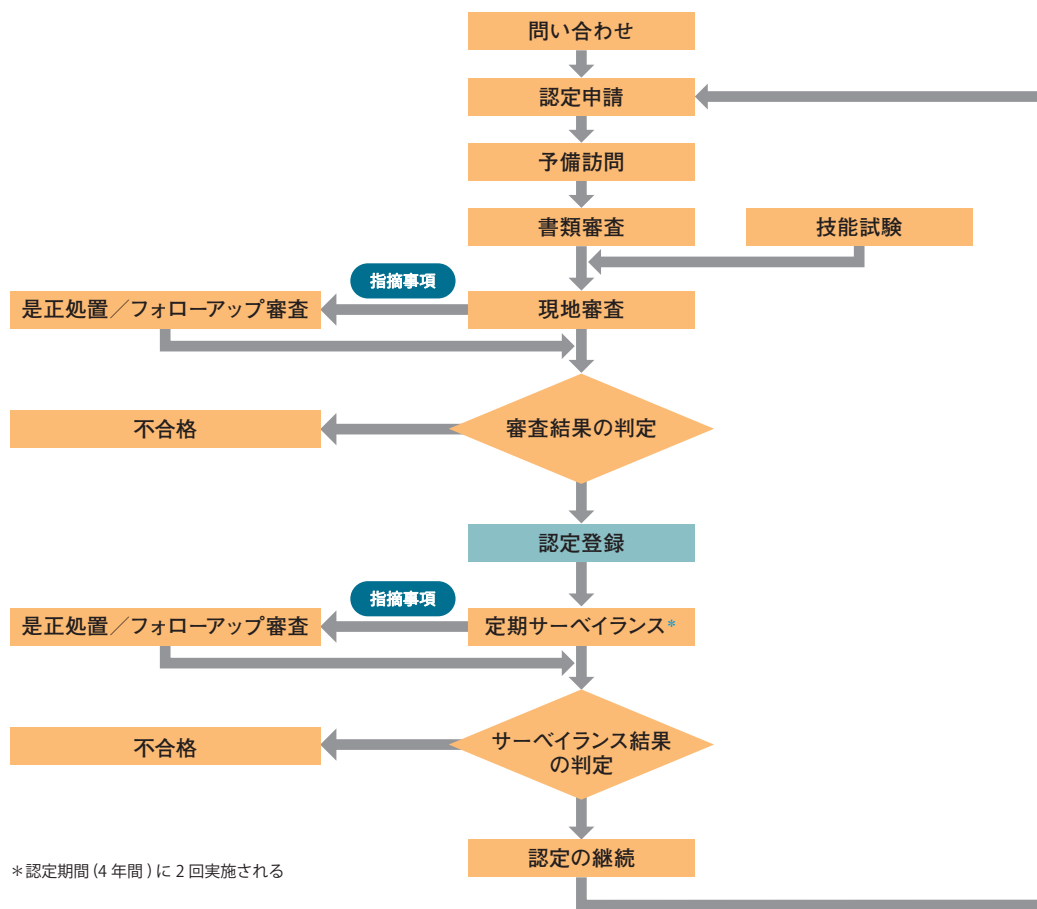 問い合わせ
認定申請
予備訪問
書類審査
技能試験
指摘事項
是正処置／フォローアップ審査
現地審査
不合格
審査結果の判定
認定登録
指摘事項
是正処置／フォローアップ審査
定期サーベイランス*
不合格
サーベイランス結果
の判定
認定の継続
＊認定期間 (4 年間 ) に 2 回実施される